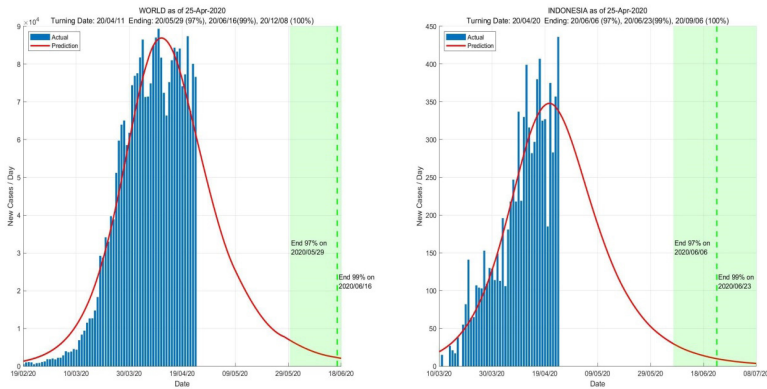 WORLD as of 25-Apr-2020
Turning Date: 20/04/11 Ending: 20/05/29 (97%), 20/06/16(99%), 20/12/08 (100%)
×10⁴
Actual
Prediction
9
8
7
6
5
4
3
2
1
0
New Cases / Day
End 97% on
2020/05/29
End 99% on
2020/06/16
19/02/20 10/03/20 30/03/20 19/04/20 09/05/20 29/05/20 18/06/20
Date
INDONESIA as of 25-Apr-2020
Turning Date: 20/04/20 Ending: 20/06/06 (97%), 20/06/23(99%), 20/09/06 (100%)
Actual
Prediction
450
400
350
300
250
200
150
100
50
0
New Cases / Day
End 97% on
2020/06/06
End 99% on
2020/06/23
10/03/20 30/03/20 19/04/20 09/05/20 29/05/20 18/06/20 08/07/20
Date